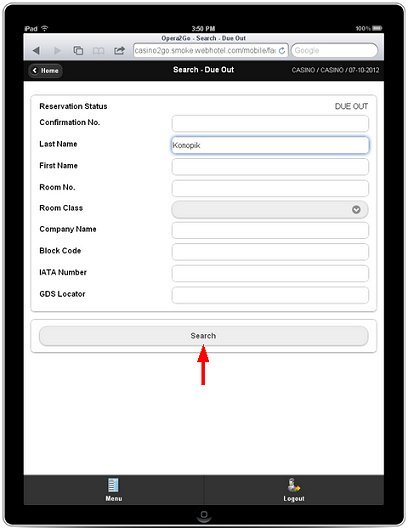 iPad 3:50 PM 100%
Opera2Go - Search - Due Out
casino2go.smoke.webhotel.com/mobile/fac Google
Home Search - Due Out CASINO / CASINO / 07-10-2012
Reservation Status DUE OUT
Confirmation No.
Last Name Konopik
First Name
Room No.
Room Class
Company Name
Block Code
IATA Number
GDS Locator
Search
Menu Logout